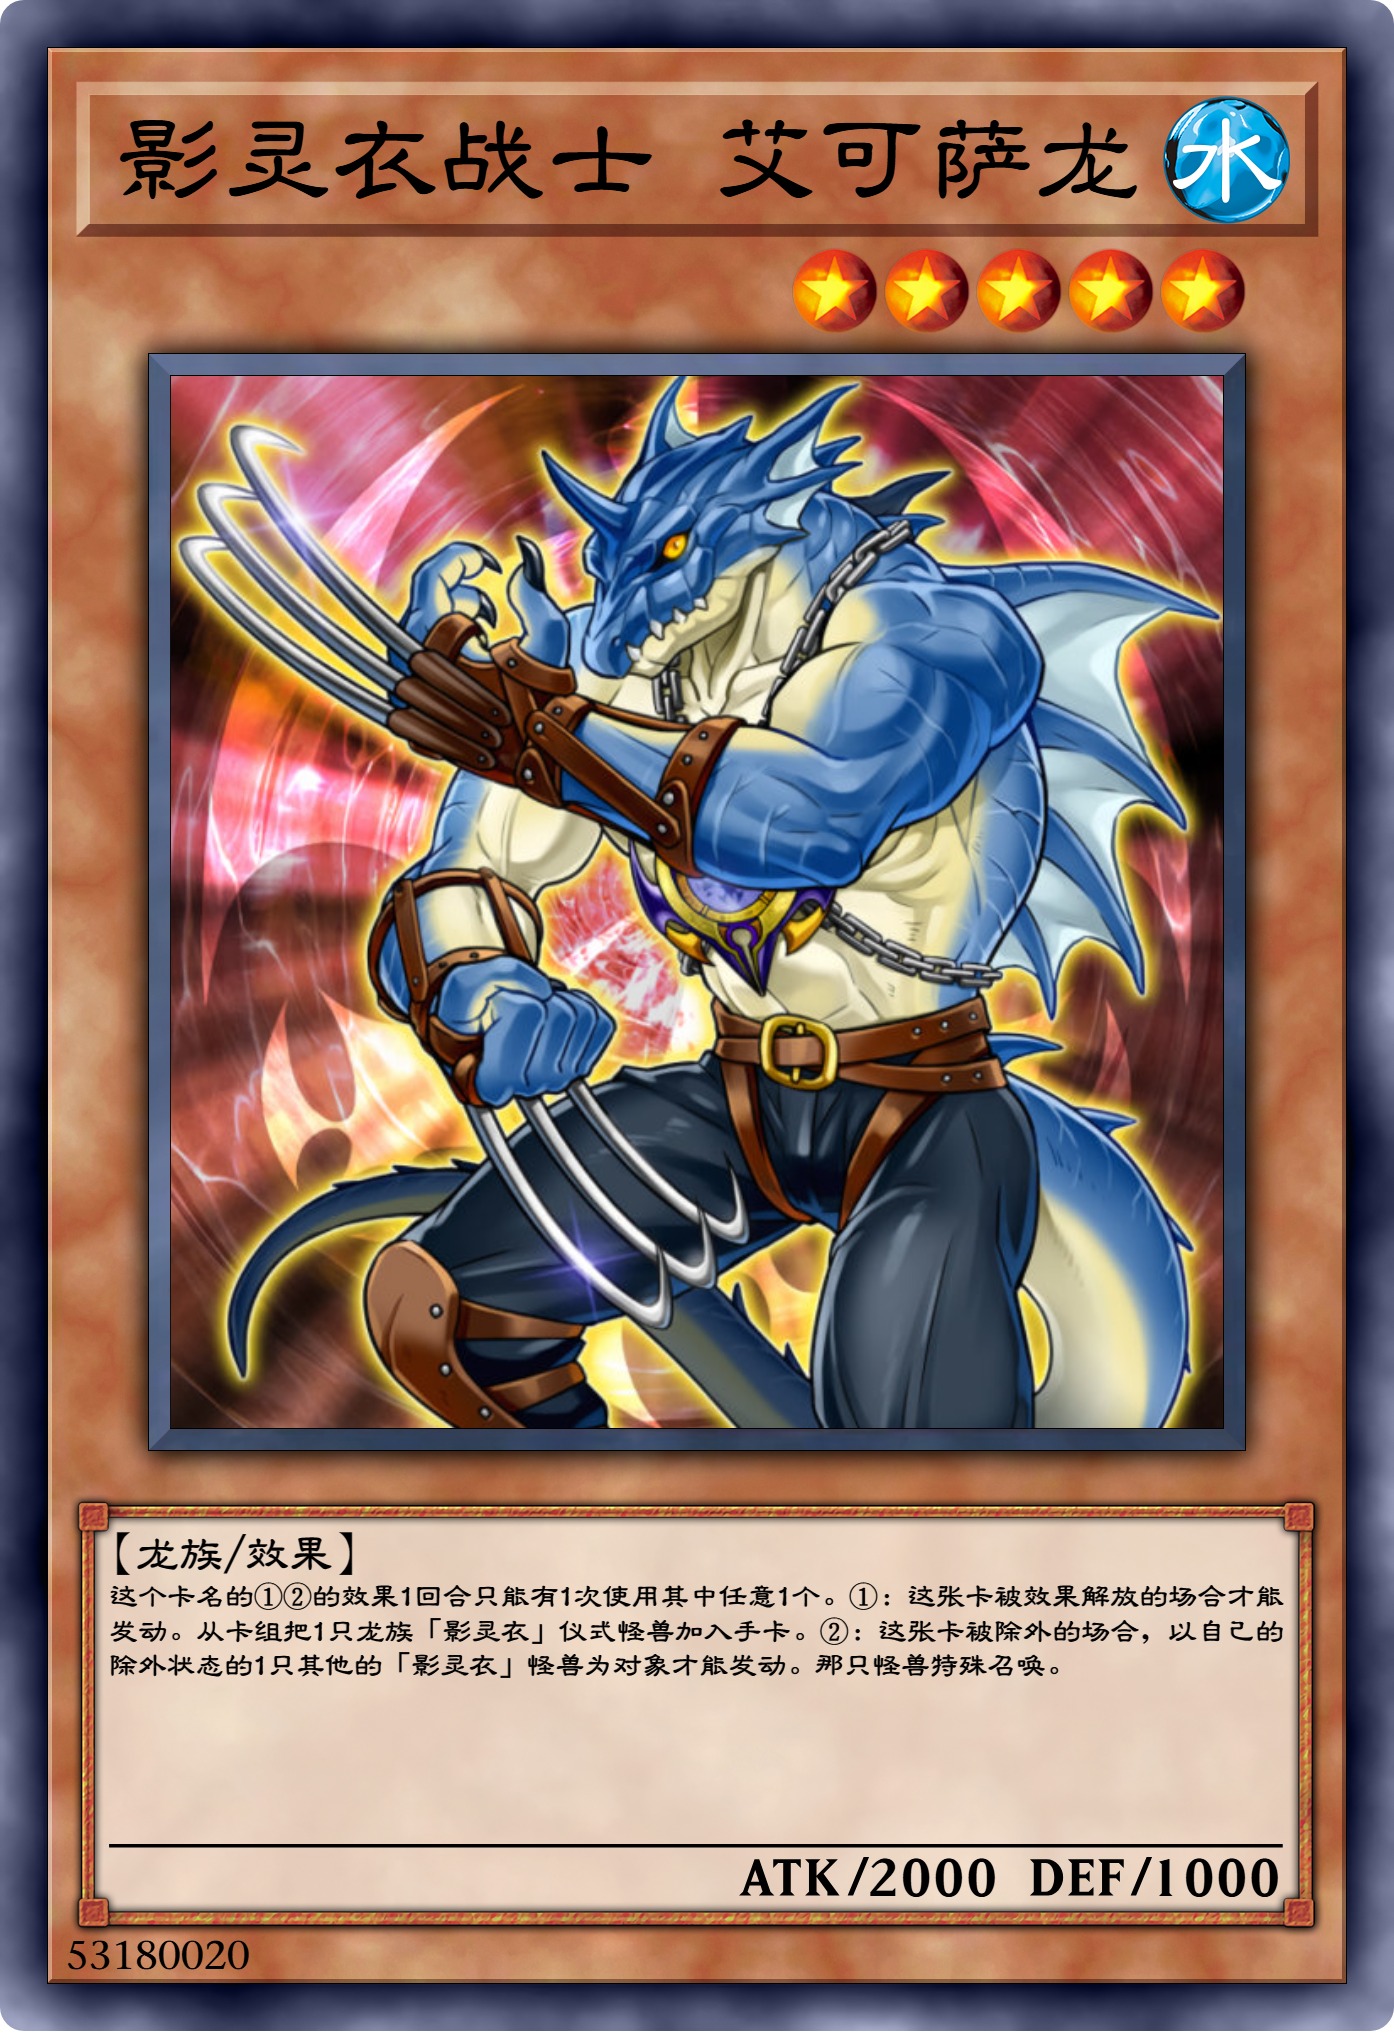 影灵衣战士 艾可萨龙
水
【龙族/效果】
这个卡名的①②的效果1回合只能有1次使用其中任意1个。①：这张卡被效果解放的场合才能
发动。从卡组把1只龙族「影灵衣」仪式怪兽加入手卡。②：这张卡被除外的场合，以自己的
除外状态的1只其他的「影灵衣」怪兽为对象才能发动。那只怪兽特殊召唤。
ATK/2000 DEF/1000
53180020